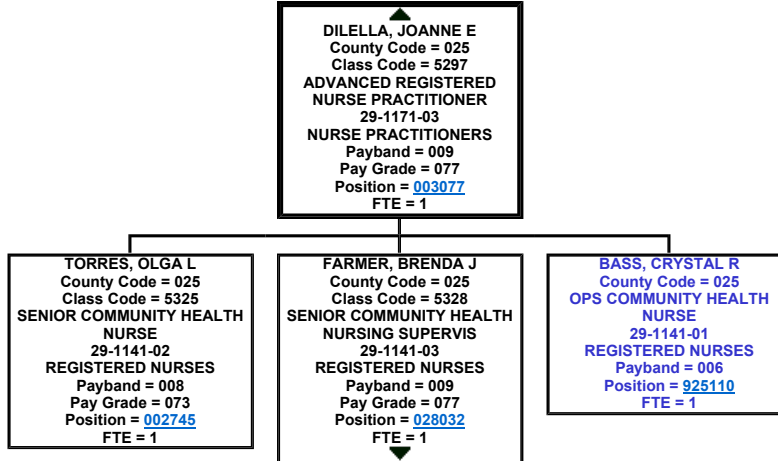 DILELLA, JOANNE E
County Code = 025
Class Code = 5297
ADVANCED REGISTERED
NURSE PRACTITIONER
29-1171-03
NURSE PRACTITIONERS
Payband = 009
Pay Grade = 077
Position = 003077
FTE = 1
TORRES, OLGA L
County Code = 025
Class Code = 5325
SENIOR COMMUNITY HEALTH
NURSE
29-1141-02
REGISTERED NURSES
Payband = 008
Pay Grade = 073
Position = 002745
FTE = 1
FARMER, BRENDA J
County Code = 025
Class Code = 5328
SENIOR COMMUNITY HEALTH
NURSING SUPERVIS
29-1141-03
REGISTERED NURSES
Payband = 009
Pay Grade = 077
Position = 028032
FTE = 1
BASS, CRYSTAL R
County Code = 025
OPS COMMUNITY HEALTH
NURSE
29-1141-01
REGISTERED NURSES
Payband = 006
Position = 925110
FTE = 1